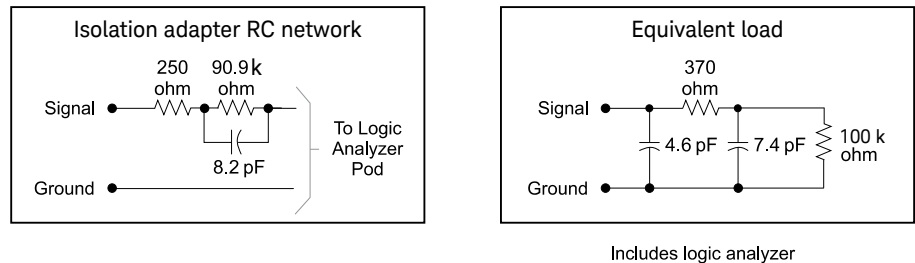 Isolation adapter RC network
250
ohm
90.9k
ohm
Signal
8.2 pF
Ground
To Logic
Analyzer
Pod
Equivalent load
370
ohm
Signal
4.6 pF
7.4 pF
100 k
ohm
Ground
Includes logic analyzer